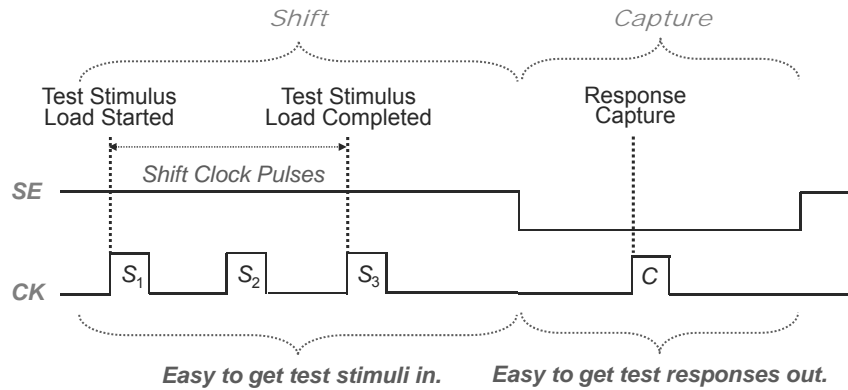 Shift
Capture
Test Stimulus
Load Started
Test Stimulus
Load Completed
Response
Capture
Shift Clock Pulses
SE
S1
S2
S3
C
CK
Easy to get test stimuli in.
Easy to get test responses out.